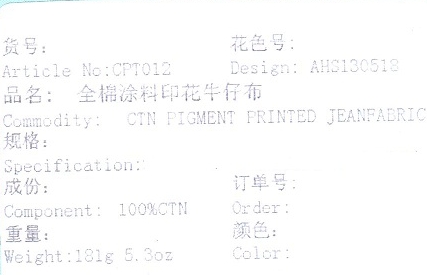 货号: 花色号:
Article No:CPT012 Design: AHS130518
品名: 全棉涂料印花牛仔布
Commodity: CTN PIGMENT PRINTED JEANFABRIC
规格:
Specification:
成份: 订单号:
Component: 100%CTN Order:
重量: 颜色:
Weight:181g 5.3oz Color: